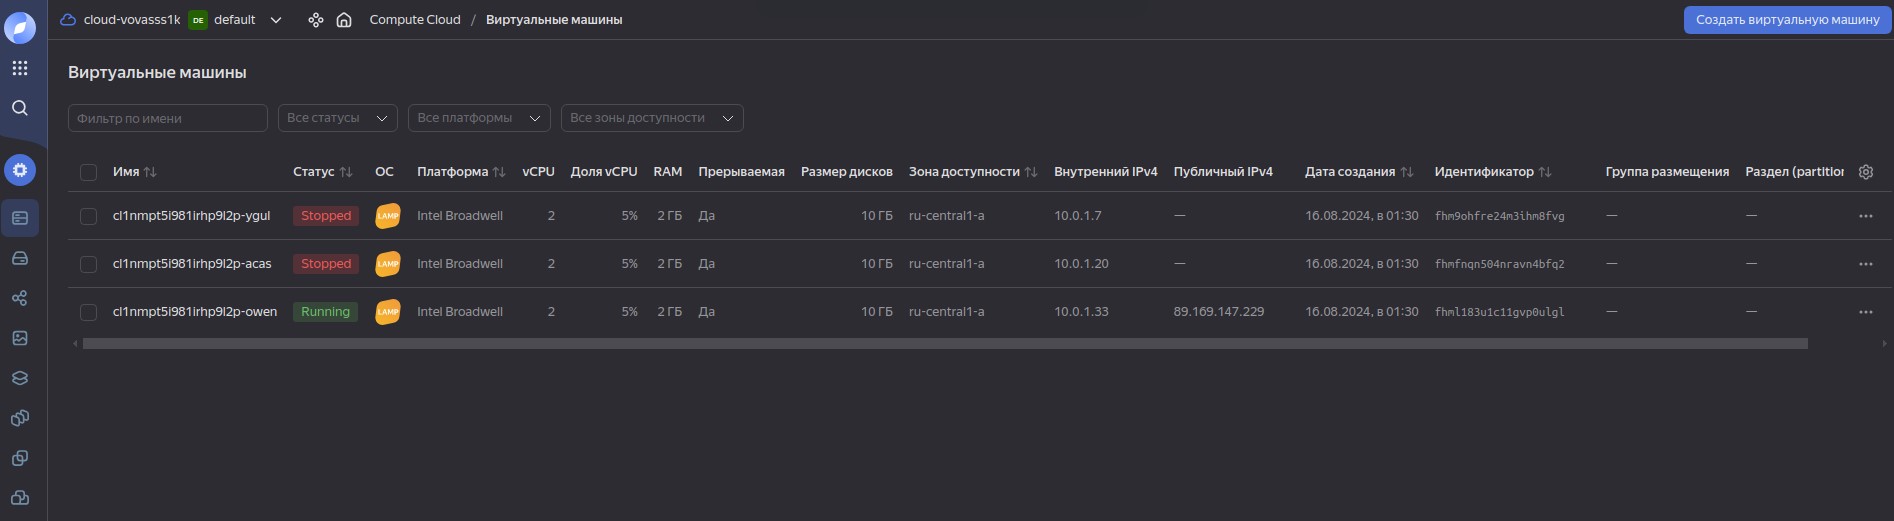 cloud-vovasss1k DE default Compute Cloud / Виртуальные машины Создать виртуальную машину
Виртуальные машины
Фильтр по имени Все статусы Все платформы Все зоны доступности
Имя Статус ОС Платформа vCPU Доля vCPU RAM Прерываемая Размер дисков Зона доступности Внутренний IPv4 Публичный IPv4 Дата создания Идентификатор Группа размещения Раздел (partition
cl1nmpt5i981irhp9l2p-ygul Stopped LAMP Intel Broadwell 2 5% 2 ГБ Да 10 ГБ ru-central1-a 10.0.1.7 — 16.08.2024, в 01:30 fhm9ohfre24m3ihm8fvg — —
cl1nmpt5i981irhp9l2p-acas Stopped LAMP Intel Broadwell 2 5% 2 ГБ Да 10 ГБ ru-central1-a 10.0.1.20 — 16.08.2024, в 01:30 fhmfnqn504nravn4bfq2 — —
cl1nmpt5i981irhp9l2p-owen Running LAMP Intel Broadwell 2 5% 2 ГБ Да 10 ГБ ru-central1-a 10.0.1.33 89.169.147.229 16.08.2024, в 01:30 fhml183u1c11gvp0ulgl — —